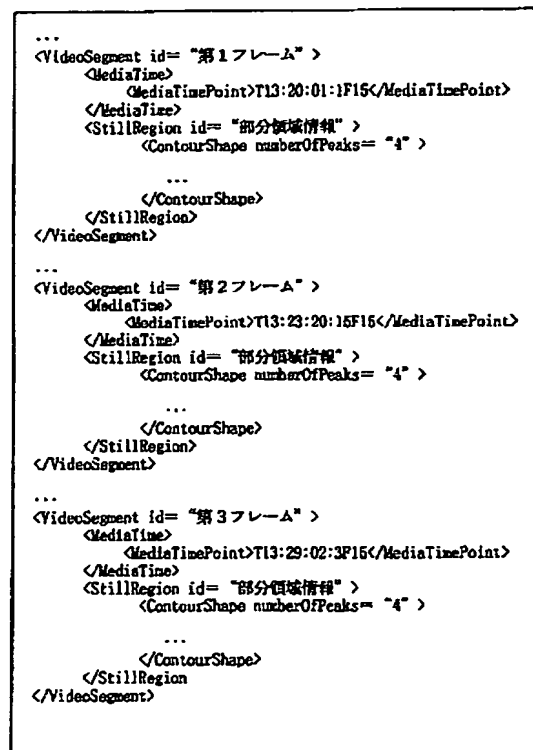 ...
<VideoSegment id= “第1フレーム” >
<MediaTime>
<MediaTimePoint>T13:20:01:1F15</MediaTimePoint>
</MediaTime>
<StillRegion id= “部分領域情報” >
<ContourShape numberOfPeaks= “4” >
...
</ContourShape>
</StillRegion>
</VideoSegment>
...
<VideoSegment id= “第2フレーム” >
<MediaTime>
<MediaTimePoint>T13:23:20:15F15</MediaTimePoint>
</MediaTime>
<StillRegion id= “部分領域情報” >
<ContourShape numberOfPeaks= “4” >
...
</ContourShape>
</StillRegion>
</VideoSegment>
...
<VideoSegment id= “第3フレーム” >
<MediaTime>
<MediaTimePoint>T13:29:02:3F15</MediaTimePoint>
</MediaTime>
<StillRegion id= “部分領域情報” >
<ContourShape numberOfPeaks= “4” >
...
</ContourShape>
</StillRegion
</VideoSegment>